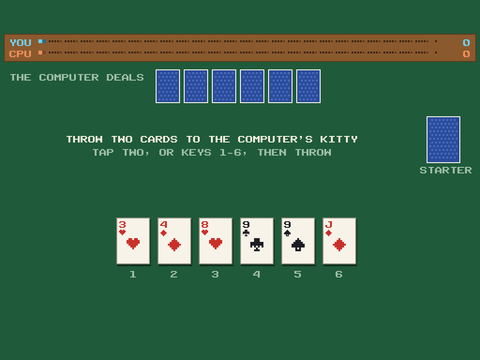 YOU 0
CPU 0
THE COMPUTER DEALS
THROW TWO CARDS TO THE COMPUTER'S KITTY
TAP TWO, OR KEYS 1-6, THEN THROW
STARTER
3 4 8 9 9 J
1 2 3 4 5 6